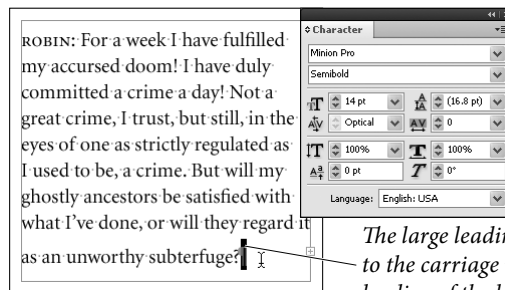 ROBIN: For a week I have fulfilled
my accursed doom! I have duly
committed a crime a day! Not a
great crime, I trust, but still, in the
eyes of one as strictly regulated as
I used to be, a crime. But will my
ghostly ancestors be satisfied with
what I've done, or will they regard it
as an unworthy subterfuge?
Character
Minion Pro
Semibold
14 pt
(16.8 pt)
Optical
0
100%
100%
0 pt
0°
Language: English: USA
The large leadin
to the carriage